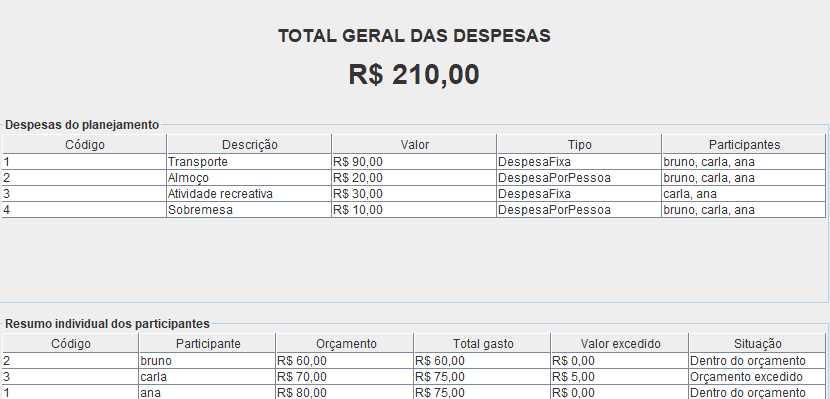 TOTAL GERAL DAS DESPESAS
R$ 210,00
Despesas do planejamento
Código Descrição Valor Tipo Participantes
1 Transporte R$ 90,00 DespesaFixa bruno, carla, ana
2 Almoço R$ 20,00 DespesaPorPessoa bruno, carla, ana
3 Atividade recreativa R$ 30,00 DespesaFixa carla, ana
4 Sobremesa R$ 10,00 DespesaPorPessoa bruno, carla, ana
Resumo individual dos participantes
Código Participante Orçamento Total gasto Valor excedido Situação
2 bruno R$ 60,00 R$ 60,00 R$ 0,00 Dentro do orçamento
3 carla R$ 70,00 R$ 75,00 R$ 5,00 Orçamento excedido
1 ana R$ 80,00 R$ 75,00 R$ 0,00 Dentro do orçamento